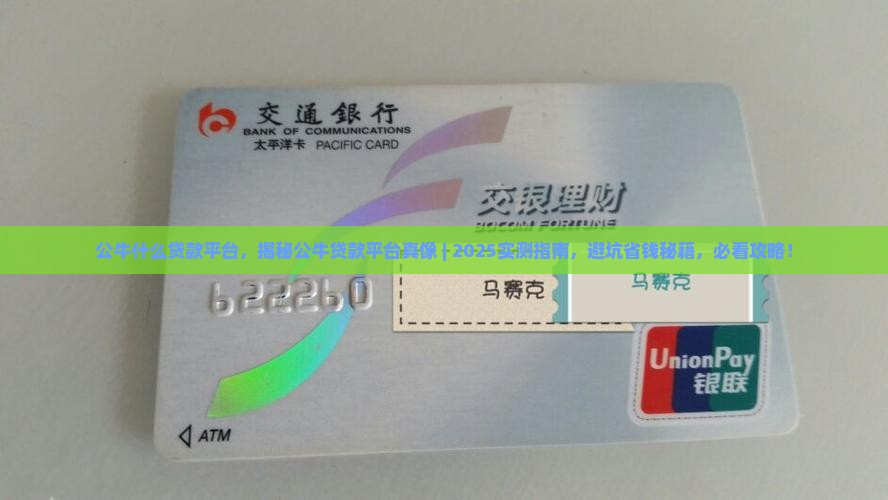 交通銀行
BANK OF COMMUNICATIONS
太平洋卡 PACIFIC CARD
交银理财
BOCOM FORTUNE
公牛什么贷款平台，揭秘公牛贷款平台真像 | 2025实测指南，避坑省钱秘籍，必看攻略！
622260
马赛克
马赛克
UnionPay
银联
ATM